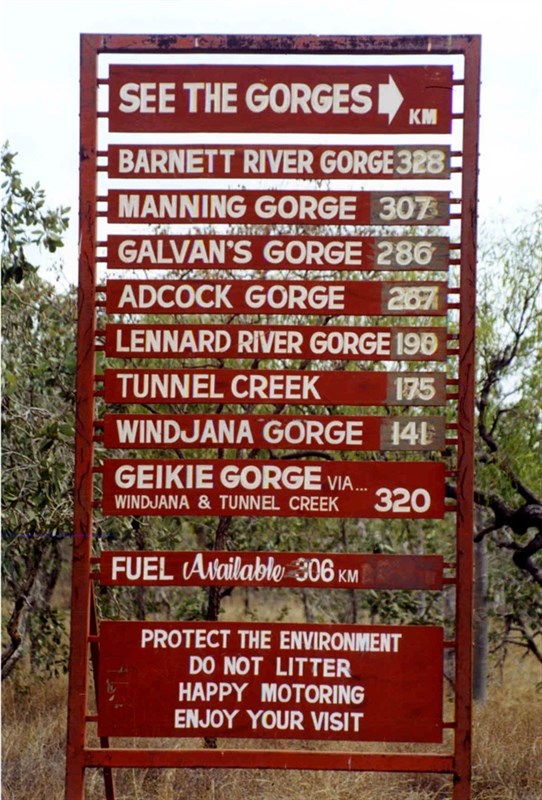 SEE THE GORGES
KM
BARNETT RIVER GORGE 328
MANNING GORGE 307
GALVAN'S GORGE 286
ADCOCK GORGE 267
LENNARD RIVER GORGE 190
TUNNEL CREEK 175
WINDJANA GORGE 141
GEIKIE GORGE VIA...
WINDJANA & TUNNEL CREEK 320
FUEL Available 306 KM
PROTECT THE ENVIRONMENT
DO NOT LITTER
HAPPY MOTORING
ENJOY YOUR VISIT